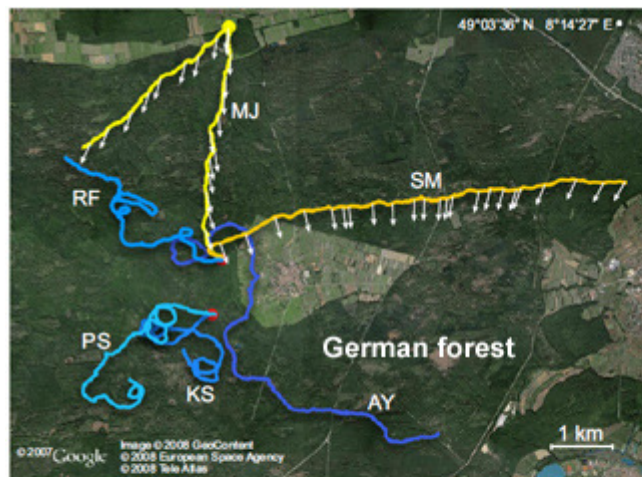 49°03'36" N 8°14'27" E
MJ
SM
RF
PS
KS
German forest
AY
1 km
© 2007 Google
Image © 2008 GeoContent
© 2008 European Space Agency
© 2008 Tele Atlas